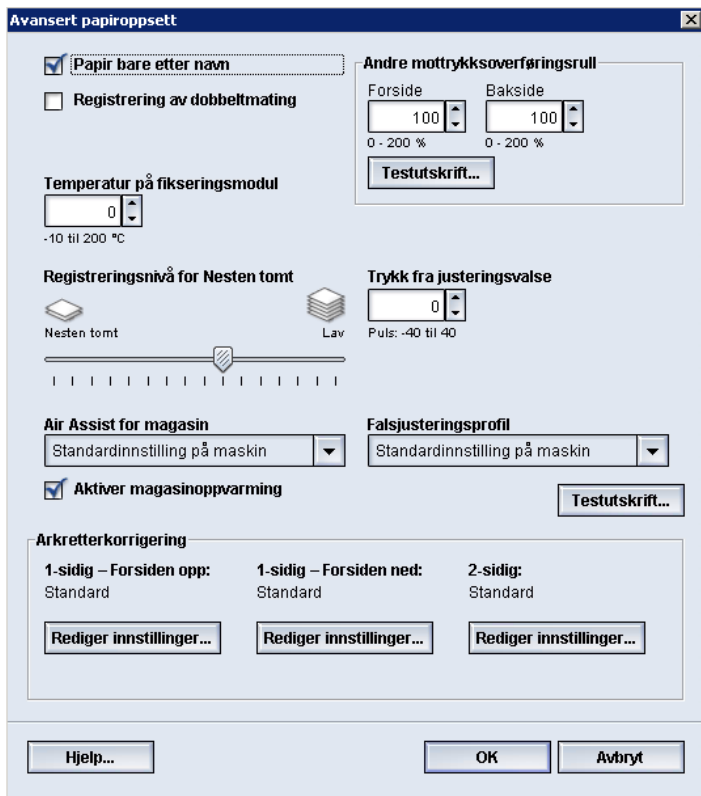 Avansert papiroppsett
Papir bare etter navn
Registrering av dobbeltmating
Andre mottrykksoverføringsrull
Forside Bakside
100 100
0 - 200 % 0 - 200 %
Testutskrift...
Temperatur på fikseringsmodul
0
-10 til 200 °C
Registreringsnivå for Nesten tomt
Nesten tomt Lav
Trykk fra justeringsvalse
0
Puls: -40 til 40
Air Assist for magasin
Standardinnstilling på maskin
Falsjusteringsprofil
Standardinnstilling på maskin
Aktiver magasinoppvarming
Testutskrift...
Arkretterkorrigering
1-sidig – Forsiden opp: 1-sidig – Forsiden ned: 2-sidig:
Standard Standard Standard
Rediger innstillinger... Rediger innstillinger... Rediger innstillinger...
Hjelp... OK Avbryt